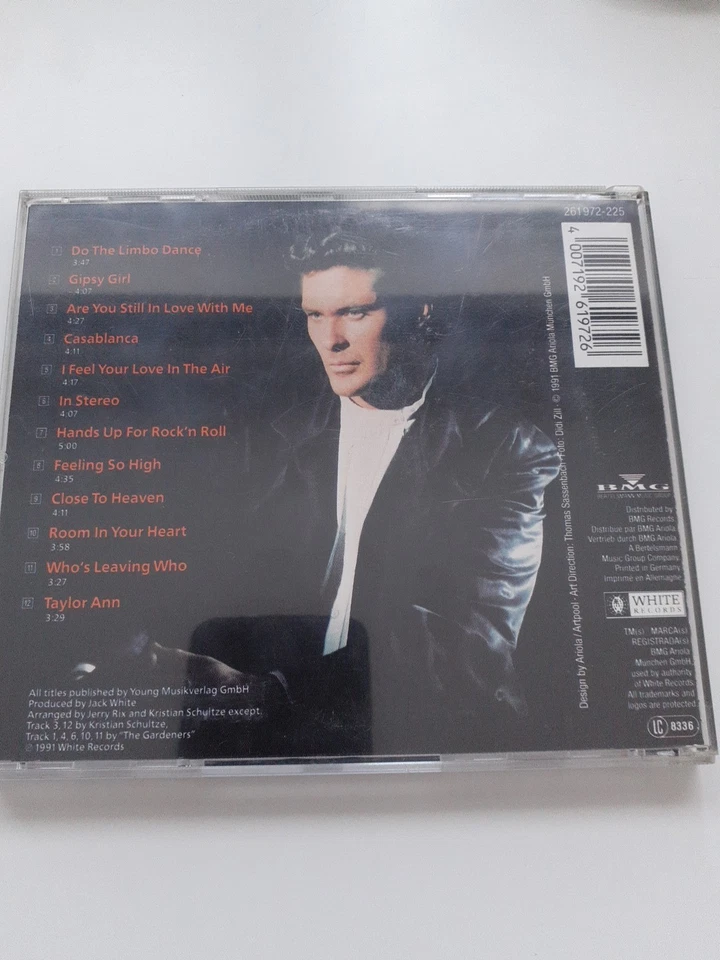 261972-225
4 007192 619726
1 Do The Limbo Dance
3:47
2 Gipsy Girl
4:07
3 Are You Still In Love With Me
4:27
4 Casablanca
4:11
5 I Feel Your Love In The Air
4:17
6 In Stereo
4:07
7 Hands Up For Rock'n Roll
5:00
8 Feeling So High
4:35
9 Close To Heaven
4:11
10 Room In Your Heart
3:58
11 Who's Leaving Who
3:27
12 Taylor Ann
3:29
All titles published by Young Musikverlag GmbH
Produced by Jack White
Arranged by Jerry Rix and Kristian Schultze except:
Track 3, 12 by Kristian Schultze,
Track 1, 4, 6, 10, 11 by "The Gardeners"
℗ 1991 White Records
Design by Ariola / Artpool · Art Direction: Thomas Sassenbach · Foto: Didi Zill · © 1991 BMG Ariola München GmbH
BMG
BERTELSMANN MUSIC GROUP
Distributed by
BMG Records.
Distribué par BMG Ariola.
Vertrieb durch BMG Ariola.
A Bertelsmann
Music Group Company.
Printed in Germany
Imprimé en Allemagne
WHITE
RECORDS
TM(s) MARCA(s)
REGISTRADA(s)
BMG Ariola
München GmbH,
used by authority
of White Records.
All trademarks and
logos are protected.
LC 8336